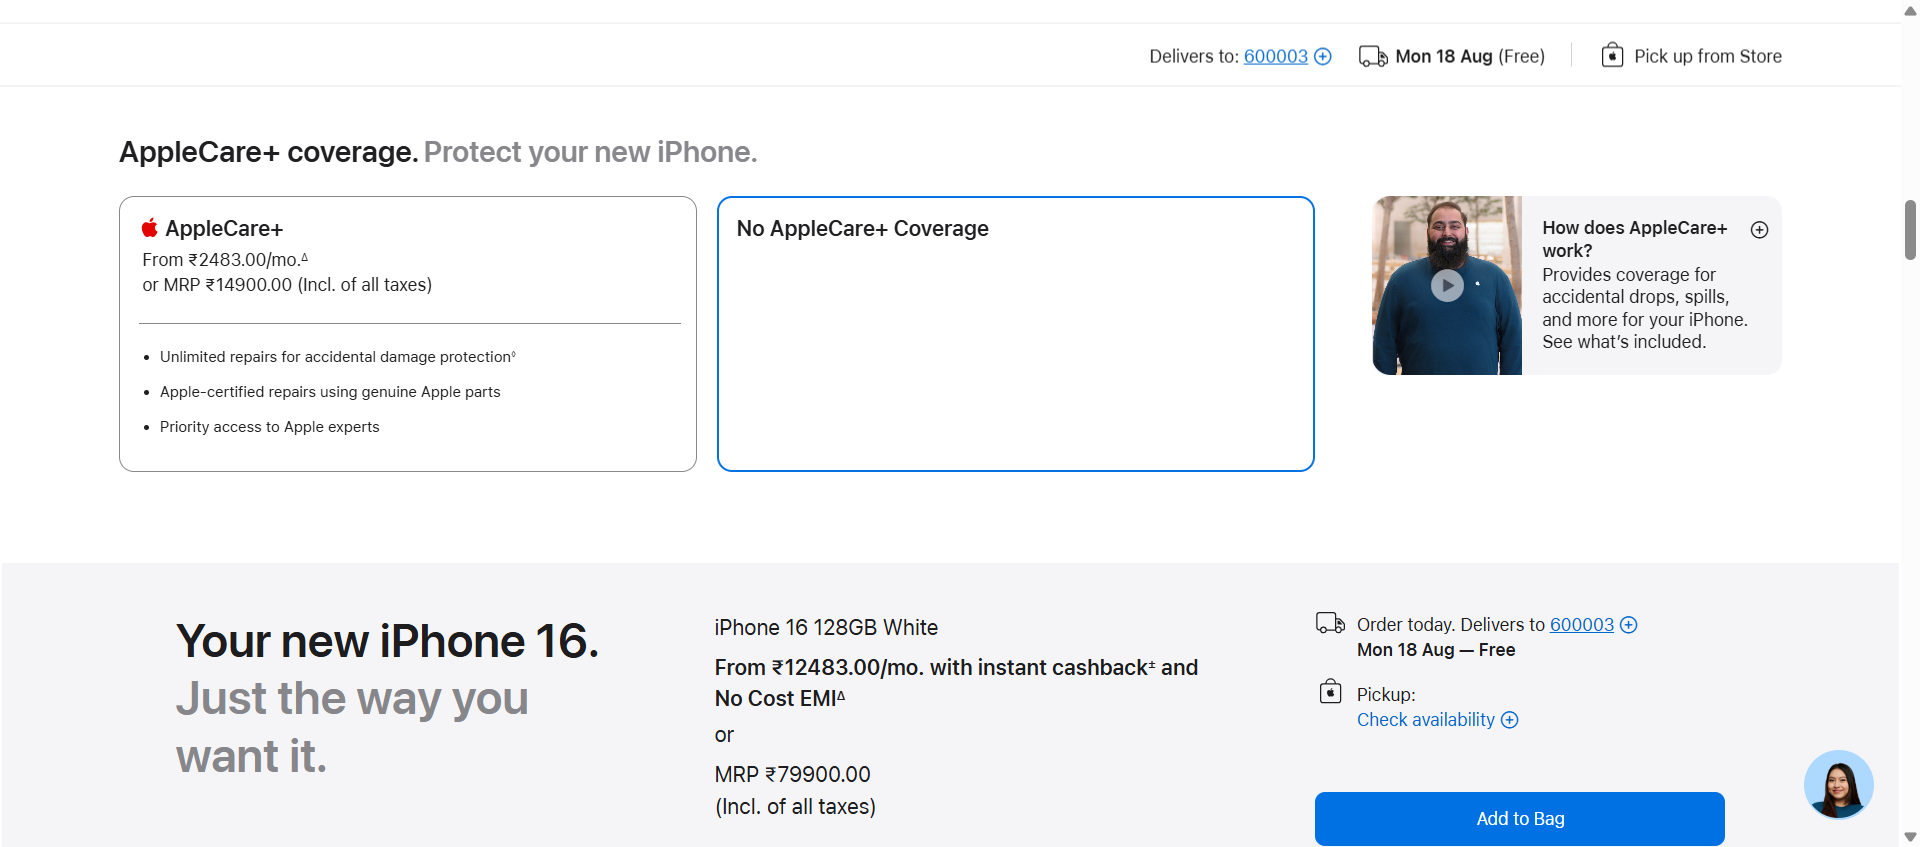 Delivers to: 600003 Mon 18 Aug (Free) Pick up from Store
AppleCare+ coverage. Protect your new iPhone.
AppleCare+
From ₹2483.00/mo.Δ
or MRP ₹14900.00 (Incl. of all taxes)
Unlimited repairs for accidental damage protection◊
Apple-certified repairs using genuine Apple parts
Priority access to Apple experts
No AppleCare+ Coverage
How does AppleCare+
work?
Provides coverage for
accidental drops, spills,
and more for your iPhone.
See what’s included.
Your new iPhone 16.
Just the way you
want it.
iPhone 16 128GB White
From ₹12483.00/mo. with instant cashback± and
No Cost EMIΔ
or
MRP ₹79900.00
(Incl. of all taxes)
Order today. Delivers to 600003
Mon 18 Aug — Free
Pickup:
Check availability
Add to Bag